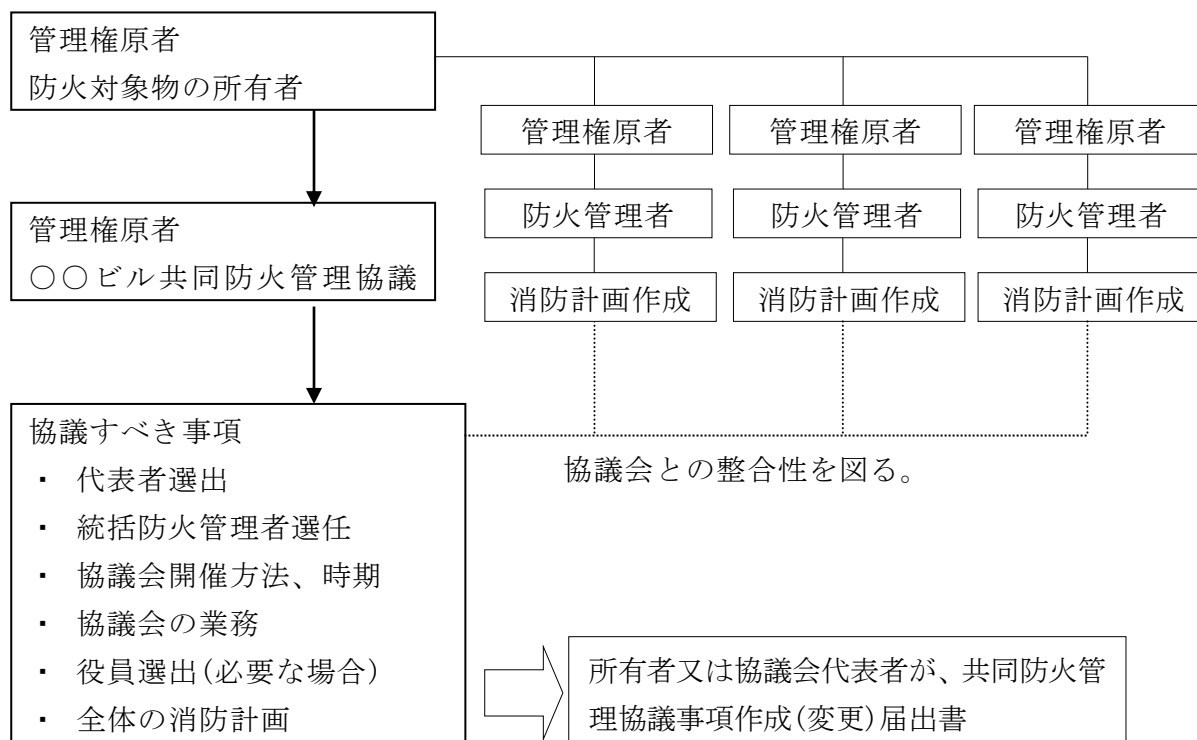 管理権原者
防火対象物の所有者
管理権原者
管理権原者
管理権原者
防火管理者
防火管理者
防火管理者
消防計画作成
消防計画作成
消防計画作成
管理権原者
○○ビル共同防火管理協議
協議すべき事項
・ 代表者選出
・ 統括防火管理者選任
・ 協議会開催方法、時期
・ 協議会の業務
・ 役員選出(必要な場合)
・ 全体の消防計画
協議会との整合性を図る。
所有者又は協議会代表者が、共同防火管
理協議事項作成(変更)届出書